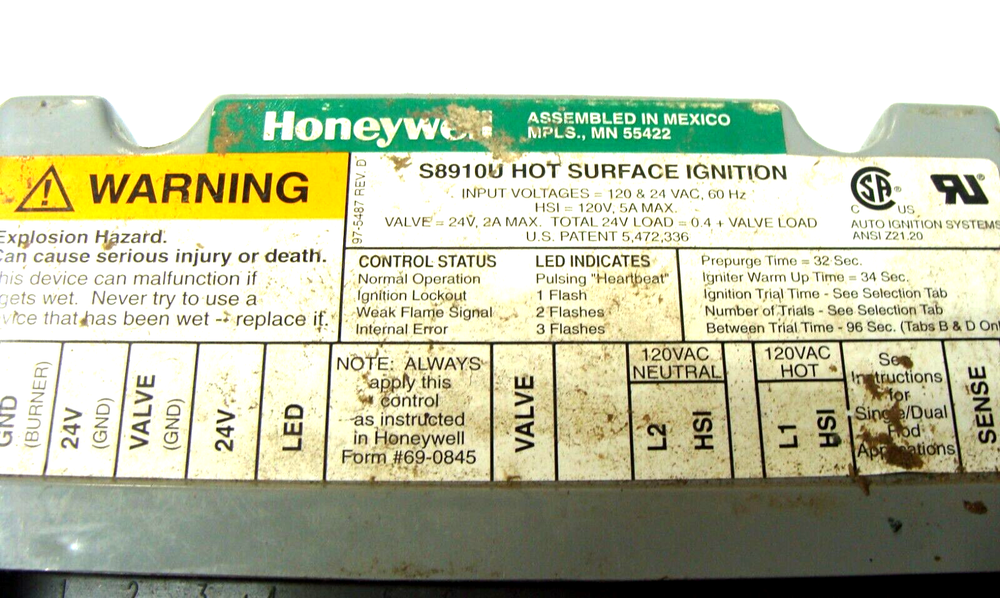 Honeywell
ASSEMBLED IN MEXICO
MPLS., MN 55422
WARNING
Explosion Hazard.
Can cause serious injury or death.
his device can malfunction if
gets wet. Never try to use a
vice that has been wet -- replace it.
97-5487 REV. D
S8910U HOT SURFACE IGNITION
INPUT VOLTAGES = 120 & 24 VAC, 60 Hz
HSI = 120V, 5A MAX.
VALVE = 24V, 2A MAX. TOTAL 24V LOAD = 0.4 + VALVE LOAD
U.S. PATENT 5,472,336
SA ®
C US
AUTO IGNITION SYSTEMS
ANSI Z21.20
CONTROL STATUS LED INDICATES
Normal Operation Pulsing "Heartbeat"
Ignition Lockout 1 Flash
Weak Flame Signal 2 Flashes
Internal Error 3 Flashes
Prepurge Time = 32 Sec.
Igniter Warm Up Time = 34 Sec.
Ignition Trial Time - See Selection Tab
Number of Trials - See Selection Tab
Between Trial Time - 96 Sec. (Tabs B & D Onl
GND
(BURNER)
24V
(GND)
VALVE
(GND)
24V
LED
NOTE: ALWAYS
apply this
control
as instructed
in Honeywell
Form #69-0845
VALVE
120VAC
NEUTRAL
L2
HSI
120VAC
HOT
L1
HSI
See
Instructions
for
Single/Dual
Rod
Applications
SENSE